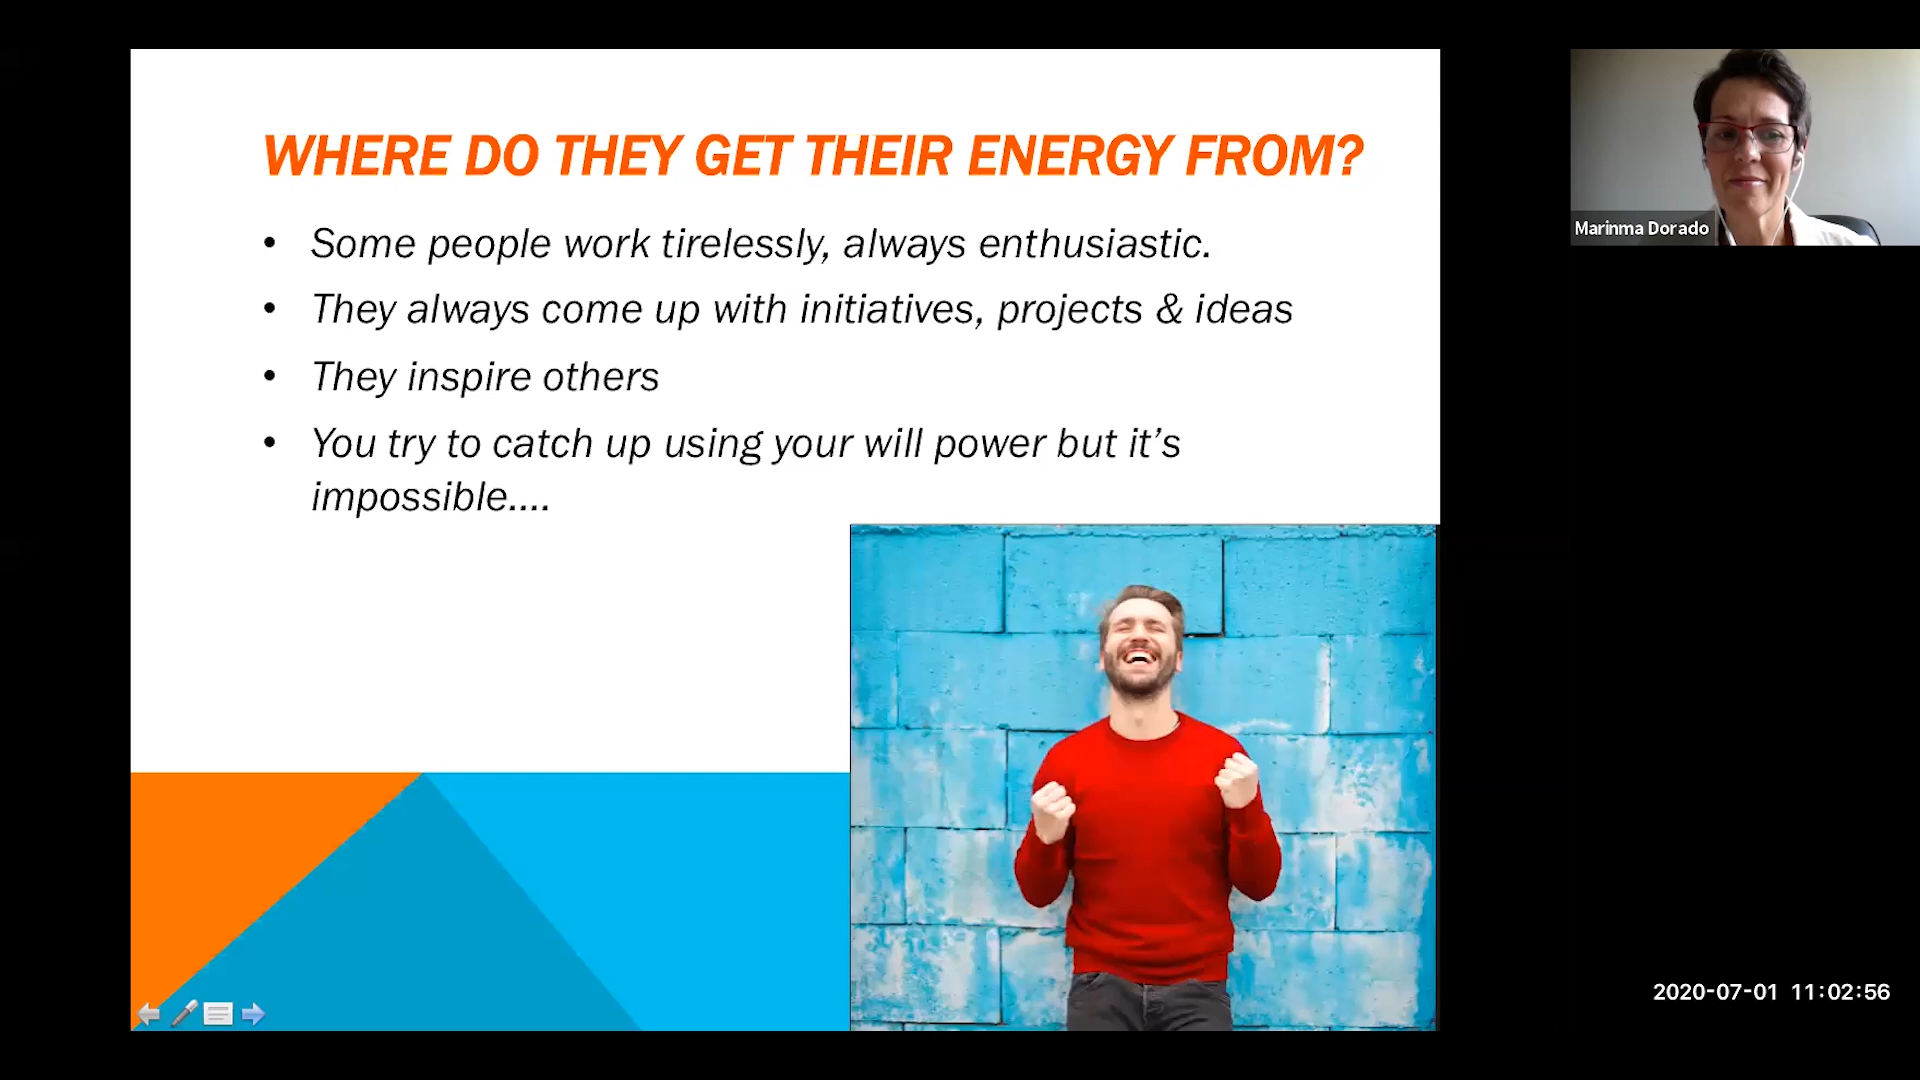 WHERE DO THEY GET THEIR ENERGY FROM?
• Some people work tirelessly, always enthusiastic.
• They always come up with initiatives, projects & ideas
• They inspire others
• You try to catch up using your will power but it’s
impossible....
Marinma Dorado
2020-07-01 11:02:56